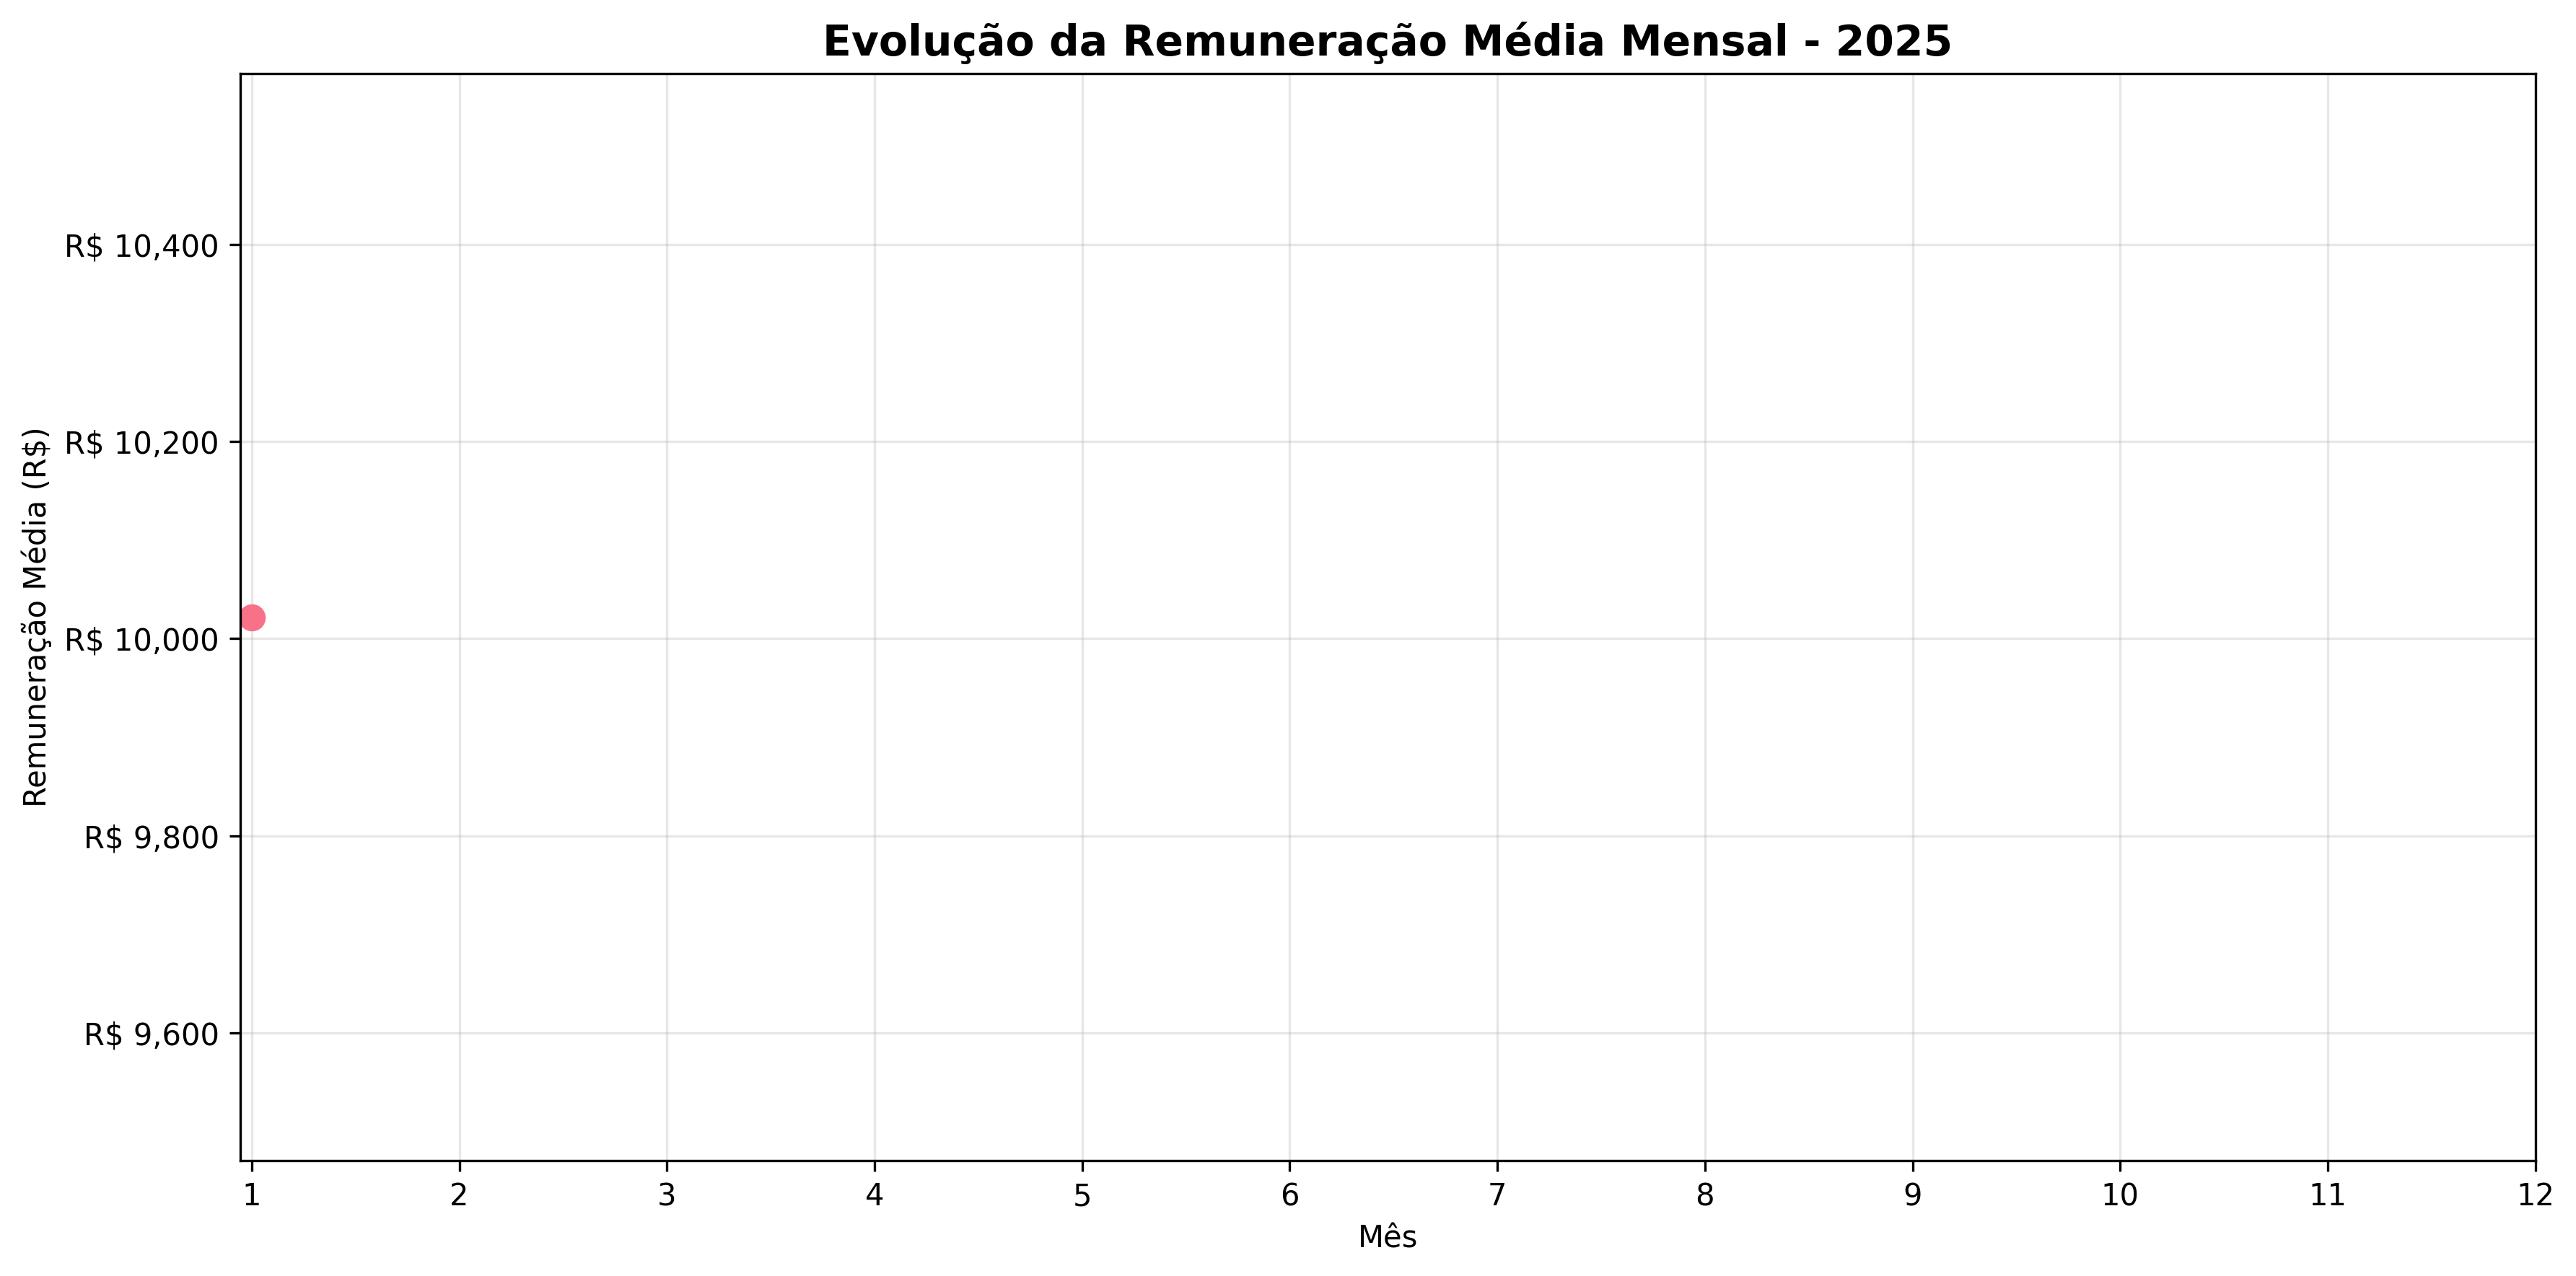 Evolução da Remuneração Média Mensal - 2025
Remuneração Média (R$)
R$ 10,400
R$ 10,200
R$ 10,000
R$ 9,800
R$ 9,600
1 2 3 4 5 6 7 8 9 10 11 12
Mês